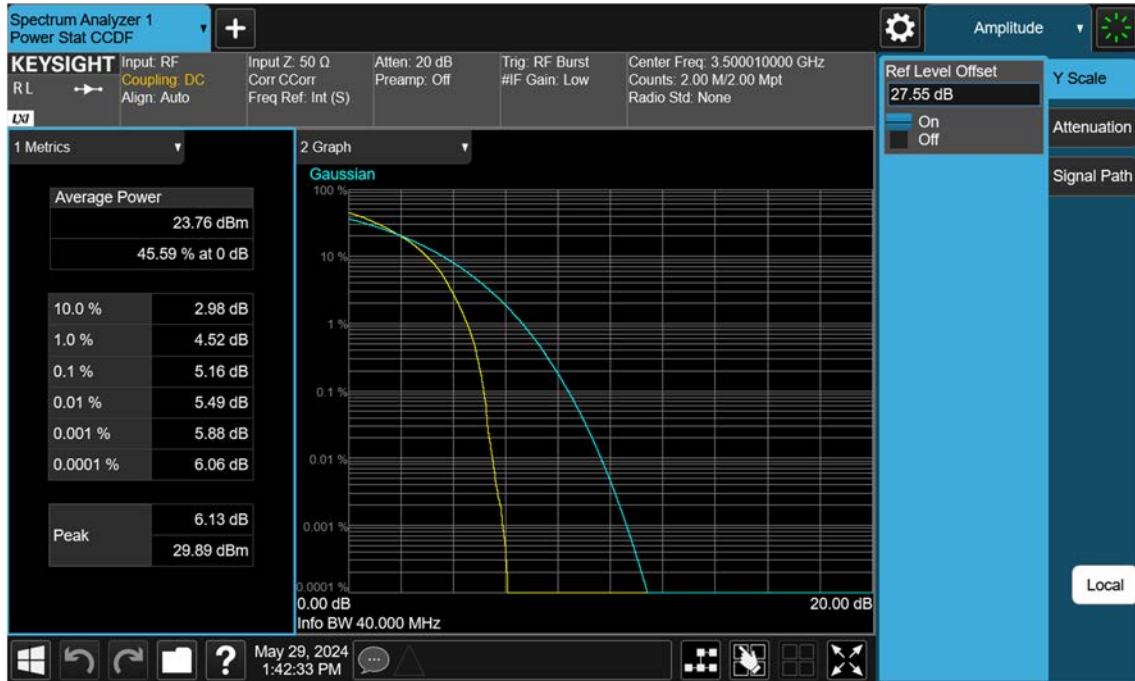 Spectrum Analyzer 1
Power Stat CCDF
Amplitude
KEYSIGHT
R L
LXI
Input: RF
Coupling: DC
Align: Auto
Input Z: 50 Ω
Corr CCorr
Freq Ref: Int (S)
Atten: 20 dB
Preamp: Off
Trig: RF Burst
#IF Gain: Low
Center Freq: 3.500010000 GHz
Counts: 2.00 M/2.00 Mpt
Radio Std: None
Ref Level Offset
27.55 dB
On
Off
Y Scale
Attenuation
Signal Path
Local
1 Metrics
Average Power
23.76 dBm
45.59 % at 0 dB
10.0 % 2.98 dB
1.0 % 4.52 dB
0.1 % 5.16 dB
0.01 % 5.49 dB
0.001 % 5.88 dB
0.0001 % 6.06 dB
Peak
6.13 dB
29.89 dBm
2 Graph
Gaussian
100 %
10 %
1 %
0.1 %
0.01 %
0.001 %
0.0001 %
0.00 dB 20.00 dB
Info BW 40.000 MHz
?
May 29, 2024
1:42:33 PM